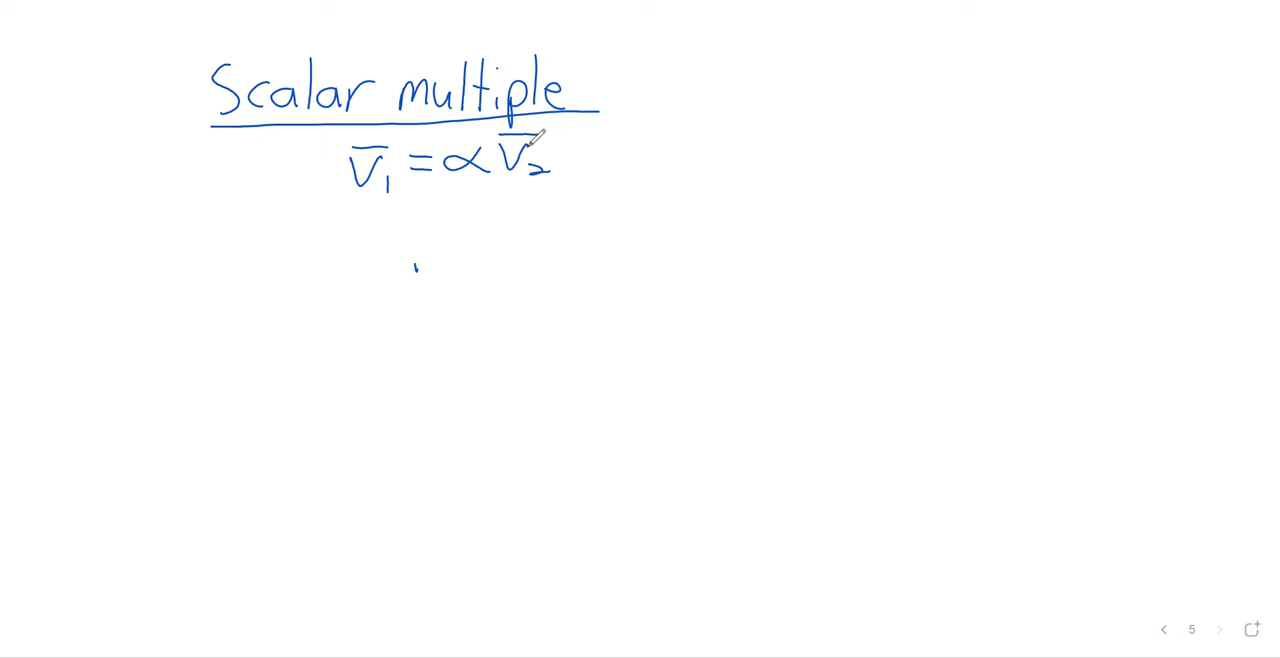 Scalar multiple
V̅₁ = α V̅₂
5